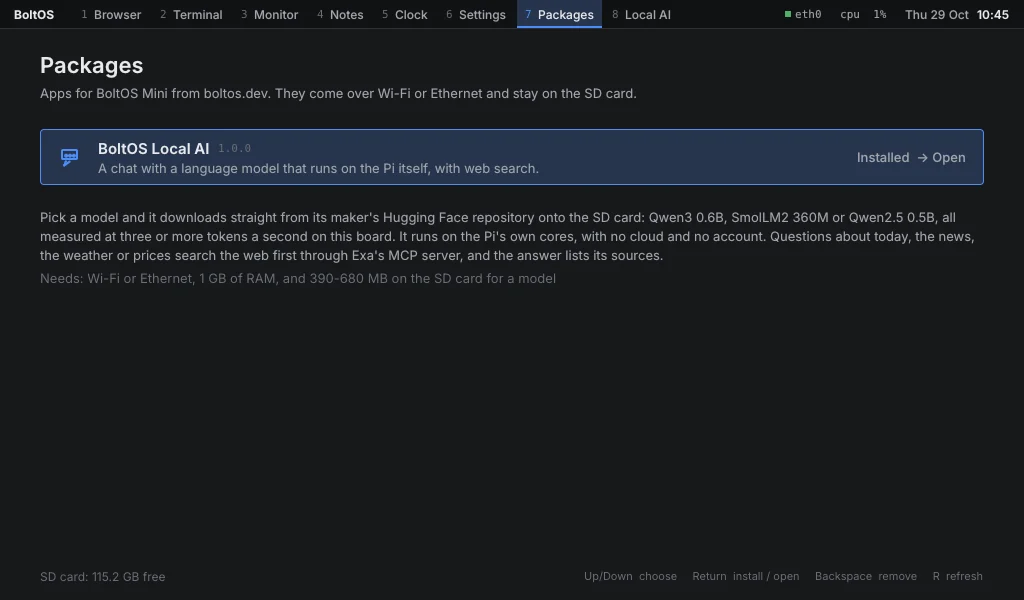 BoltOS 1 Browser 2 Terminal 3 Monitor 4 Notes 5 Clock 6 Settings 7 Packages 8 Local AI eth0 cpu 1% Thu 29 Oct 10:45
Packages
Apps for BoltOS Mini from boltos.dev. They come over Wi-Fi or Ethernet and stay on the SD card.
BoltOS Local AI 1.0.0
A chat with a language model that runs on the Pi itself, with web search.
Installed → Open
Pick a model and it downloads straight from its maker's Hugging Face repository onto the SD card: Qwen3 0.6B, SmolLM2 360M or Qwen2.5 0.5B, all
measured at three or more tokens a second on this board. It runs on the Pi's own cores, with no cloud and no account. Questions about today, the news,
the weather or prices search the web first through Exa's MCP server, and the answer lists its sources.
Needs: Wi-Fi or Ethernet, 1 GB of RAM, and 390-680 MB on the SD card for a model
SD card: 115.2 GB free Up/Down choose Return install / open Backspace remove R refresh